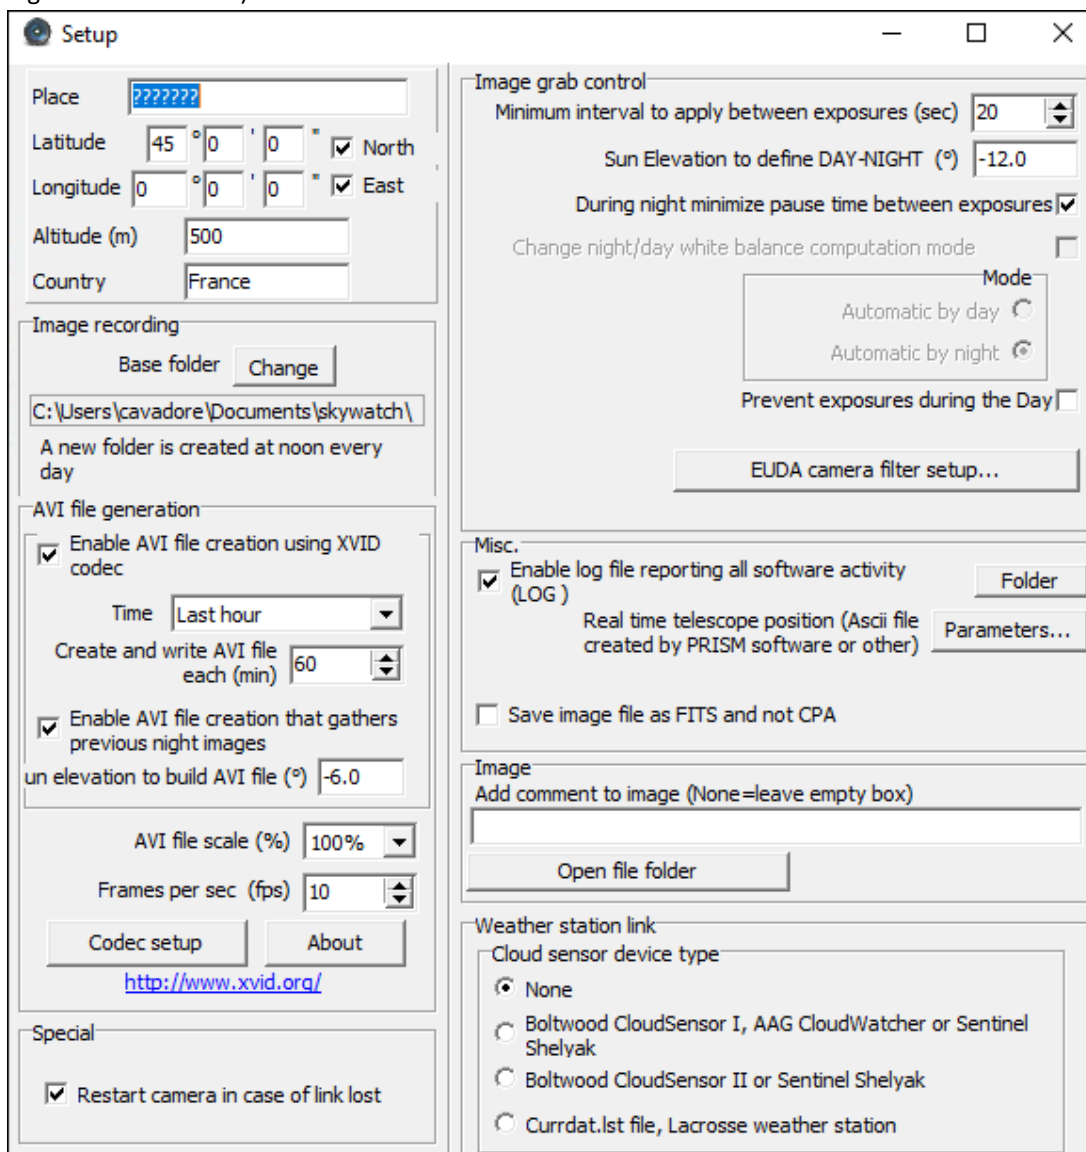 Setup
Place ???????
Latitude 45 ° 0 ' 0 " North
Longitude 0 ° 0 ' 0 " East
Altitude (m) 500
Country France
Image recording
Base folder Change
C:\Users\cavadore\Documents\skywatch\
A new folder is created at noon every
day
AVI file generation
Enable AVI file creation using XVID
codec
Time Last hour
Create and write AVI file
each (min) 60
Enable AVI file creation that gathers
previous night images
un elevation to build AVI file (°) -6.0
AVI file scale (%) 100%
Frames per sec (fps) 10
Codec setup About
http://www.xvid.org/
Special
Restart camera in case of link lost
Image grab control
Minimum interval to apply between exposures (sec) 20
Sun Elevation to define DAY-NIGHT (°) -12.0
During night minimize pause time between exposures
Change night/day white balance computation mode
Mode
Automatic by day
Automatic by night
Prevent exposures during the Day
EUDA camera filter setup...
Misc.
Enable log file reporting all software activity
(LOG ) Folder
Real time telescope position (Ascii file
created by PRISM software or other) Parameters...
Save image file as FITS and not CPA
Image
Add comment to image (None=leave empty box)
Open file folder
Weather station link
Cloud sensor device type
None
Boltwood CloudSensor I, AAG CloudWatcher or Sentinel
Shelyak
Boltwood CloudSensor II or Sentinel Shelyak
Currdat.lst file, Lacrosse weather station